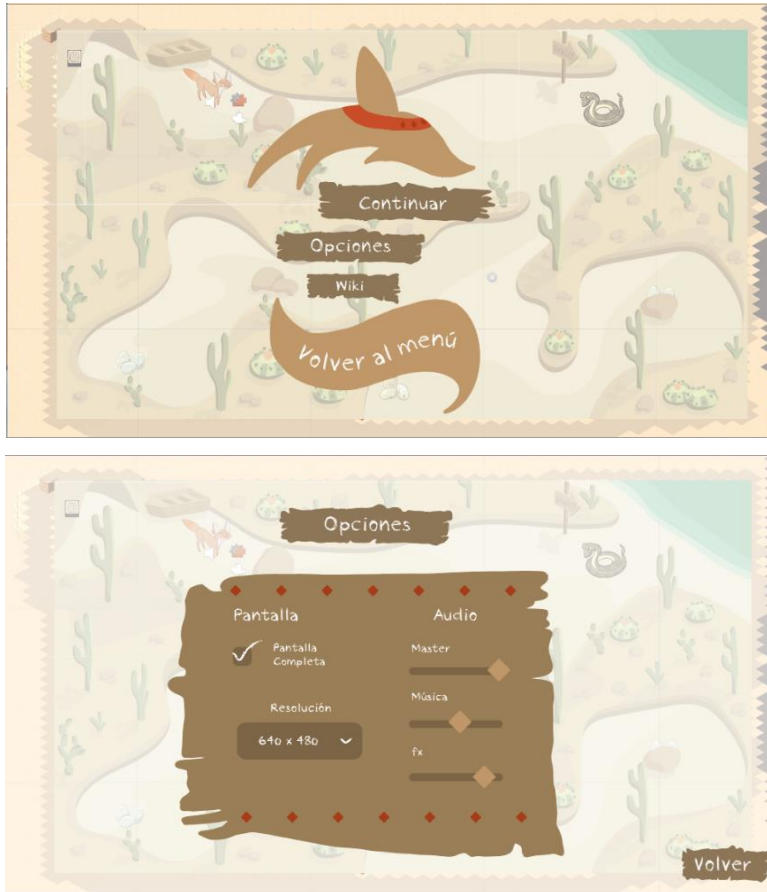 Continuar
Opciones
Wiki
Volver al menú
Opciones
Pantalla
Audio
Pantalla
Completa
Master
Música
Resolución
640 x 480
fx
Volver